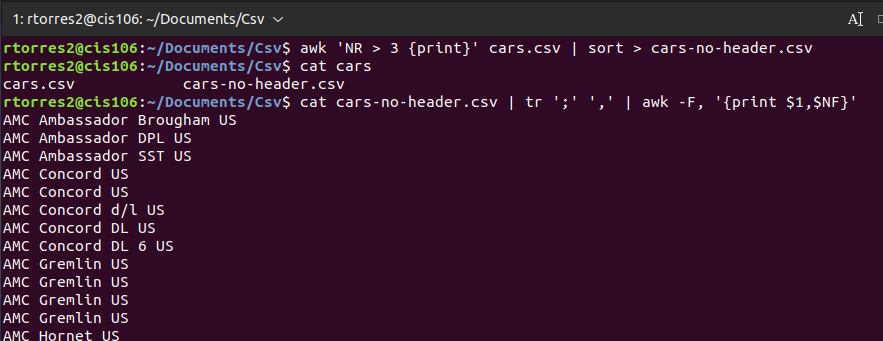 1: rtorres2@cis106: ~/Documents/Csv
rtorres2@cis106:~/Documents/Csv$ awk 'NR > 3 {print}' cars.csv | sort > cars-no-header.csv
rtorres2@cis106:~/Documents/Csv$ cat cars
cars.csv            cars-no-header.csv
rtorres2@cis106:~/Documents/Csv$ cat cars-no-header.csv | tr ';' ',' | awk -F, '{print $1,$NF}'
AMC Ambassador Brougham US
AMC Ambassador DPL US
AMC Ambassador SST US
AMC Concord US
AMC Concord US
AMC Concord d/l US
AMC Concord DL US
AMC Concord DL 6 US
AMC Gremlin US
AMC Gremlin US
AMC Gremlin US
AMC Gremlin US
AMC Hornet US